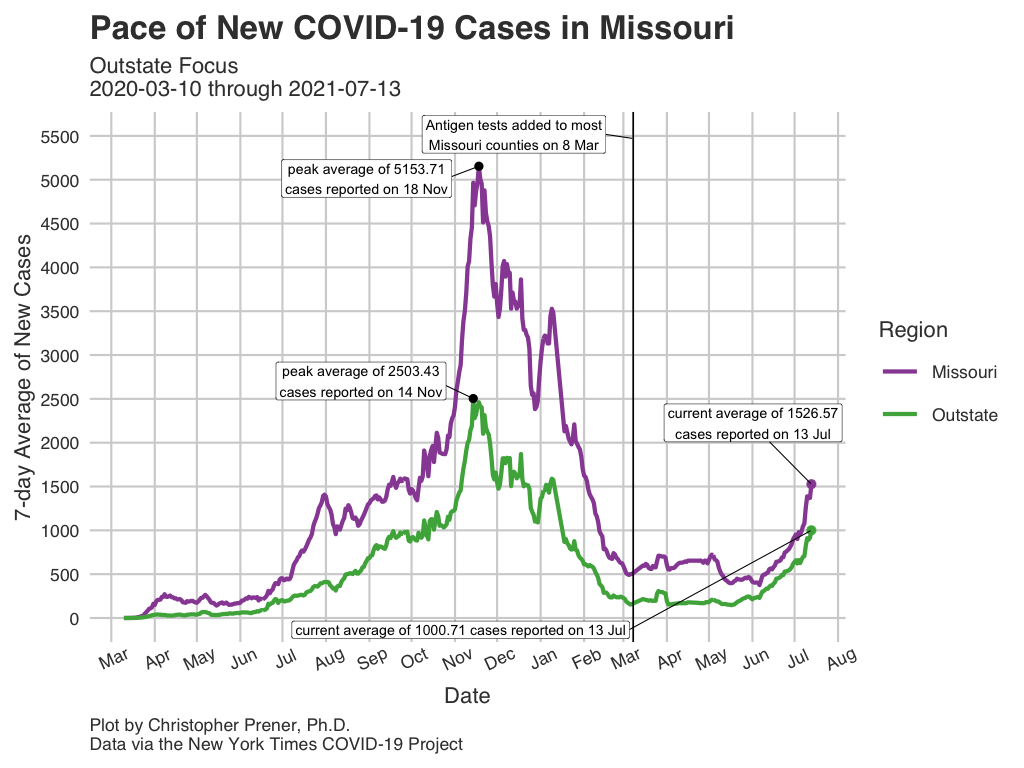 Pace of New COVID-19 Cases in Missouri
Outstate Focus
2020-03-10 through 2021-07-13
Antigen tests added to most
Missouri counties on 8 Mar
peak average of 5153.71
cases reported on 18 Nov
peak average of 2503.43
cases reported on 14 Nov
current average of 1526.57
cases reported on 13 Jul
current average of 1000.71 cases reported on 13 Jul
7-day Average of New Cases
5500
5000
4500
4000
3500
3000
2500
2000
1500
1000
500
0
Mar Apr May Jun Jul Aug Sep Oct Nov Dec Jan Feb Mar Apr May Jun Jul Aug
Date
Region
Missouri
Outstate
Plot by Christopher Prener, Ph.D.
Data via the New York Times COVID-19 Project